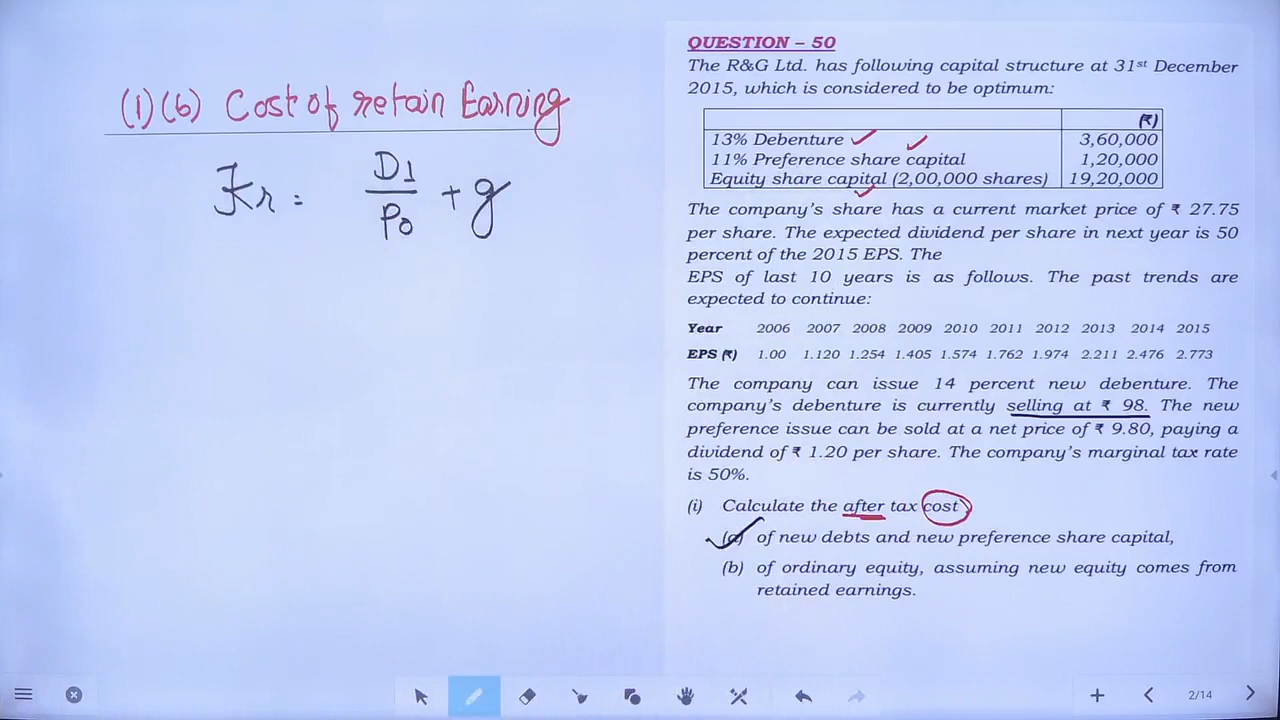 (1)(b) Cost of retain Earning
Kr = D1/P0 + g
QUESTION – 50
The R&G Ltd. has following capital structure at 31st December
2015, which is considered to be optimum:
(₹)
13% Debenture 3,60,000
11% Preference share capital 1,20,000
Equity share capital (2,00,000 shares) 19,20,000
The company's share has a current market price of ₹ 27.75
per share. The expected dividend per share in next year is 50
percent of the 2015 EPS. The
EPS of last 10 years is as follows. The past trends are
expected to continue:
Year 2006 2007 2008 2009 2010 2011 2012 2013 2014 2015
EPS (₹) 1.00 1.120 1.254 1.405 1.574 1.762 1.974 2.211 2.476 2.773
The company can issue 14 percent new debenture. The
company's debenture is currently selling at ₹ 98. The new
preference issue can be sold at a net price of ₹ 9.80, paying a
dividend of ₹ 1.20 per share. The company's marginal tax rate
is 50%.
(i) Calculate the after tax cost
(a) of new debts and new preference share capital,
(b) of ordinary equity, assuming new equity comes from
retained earnings.
2/14